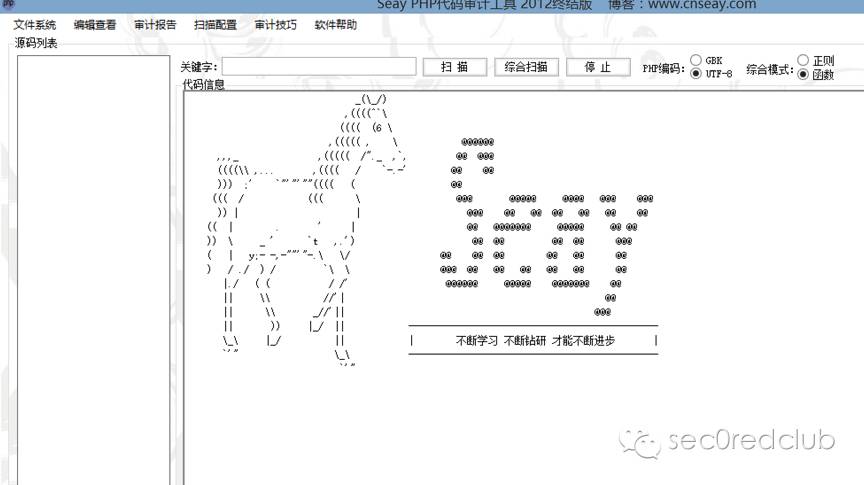 Seay PHP代码审计工具 2012终结版 博客：www.cnseay.com
文件系统 编辑查看 审计报告 扫描配置 审计技巧 软件帮助
源码列表
关键字： 扫 描 综合扫描 停 止 PHP编码： GBK UTF-8 综合模式： 正则 函数
代码信息
Seay
不断学习 不断钻研 才能不断进步
sec0redclub